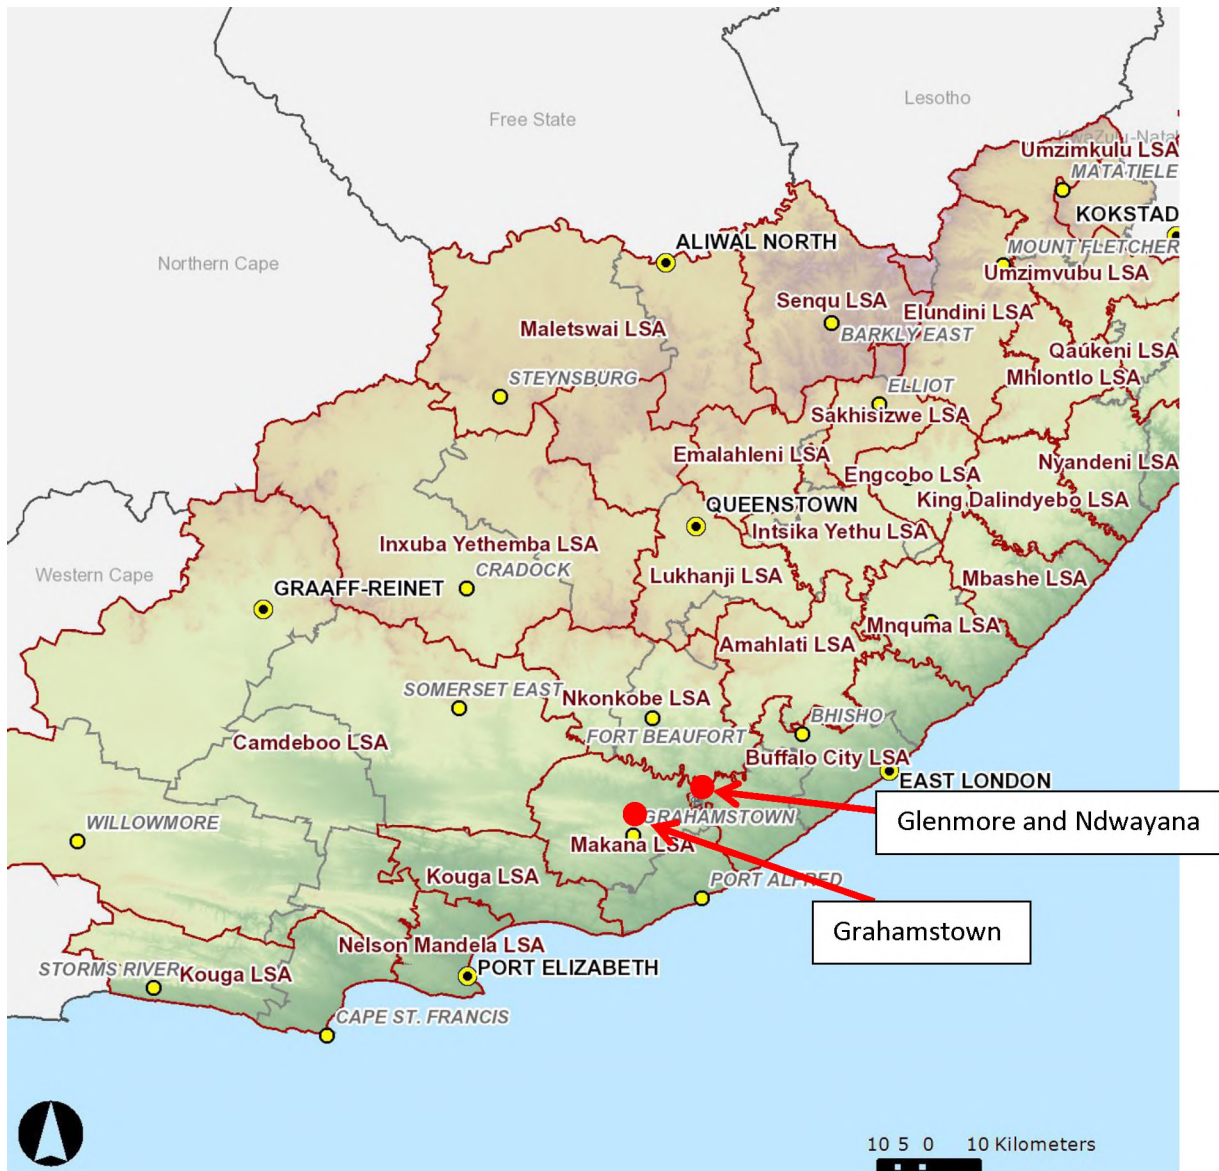 Lesotho
Free State
KwaZulu-Natal
Umzimkulu LSA
MATATIELE
KOKSTAD
ALIWAL NORTH
MOUNT FLETCHER
Northern Cape
Umzimvubu LSA
Senqu LSA
Elundini LSA
Maletswai LSA
BARKLY EAST
Qaúkeni LSA
STEYNSBURG
Mhlontlo LSA
ELLIOT
Sakhisizwe LSA
Emalahleni LSA
Nyandeni LSA
Engcobo LSA
King Dalindyebo LSA
QUEENSTOWN
Intsika Yethu LSA
Inxuba Yethemba LSA
CRADOCK
Western Cape
Lukhanji LSA
Mbashe LSA
GRAAFF-REINET
Mnquma LSA
Amahlati LSA
SOMERSET EAST
Nkonkobe LSA
BHISHO
FORT BEAUFORT
Camdeboo LSA
Buffalo City LSA
EAST LONDON
GRAHAMSTOWN
Glenmore and Ndwayana
WILLOWMORE
Makana LSA
Kouga LSA
PORT ALFRED
Grahamstown
Nelson Mandela LSA
STORMS RIVER
Kouga LSA
PORT ELIZABETH
CAPE ST. FRANCIS
10 5 0 10 Kilometers